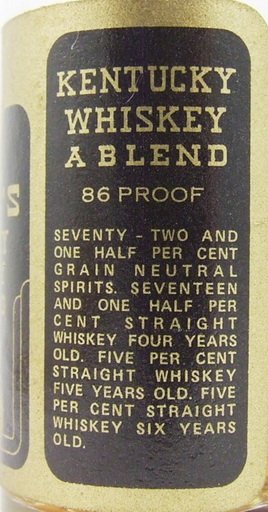 KENTUCKY
WHISKEY
A BLEND
86 PROOF
SEVENTY - TWO AND
ONE HALF PER CENT
GRAIN NEUTRAL
SPIRITS. SEVENTEEN
AND ONE HALF PER
CENT STRAIGHT
WHISKEY FOUR YEARS
OLD. FIVE PER CENT
STRAIGHT WHISKEY
FIVE YEARS OLD. FIVE
PER CENT STRAIGHT
WHISKEY SIX YEARS
OLD.